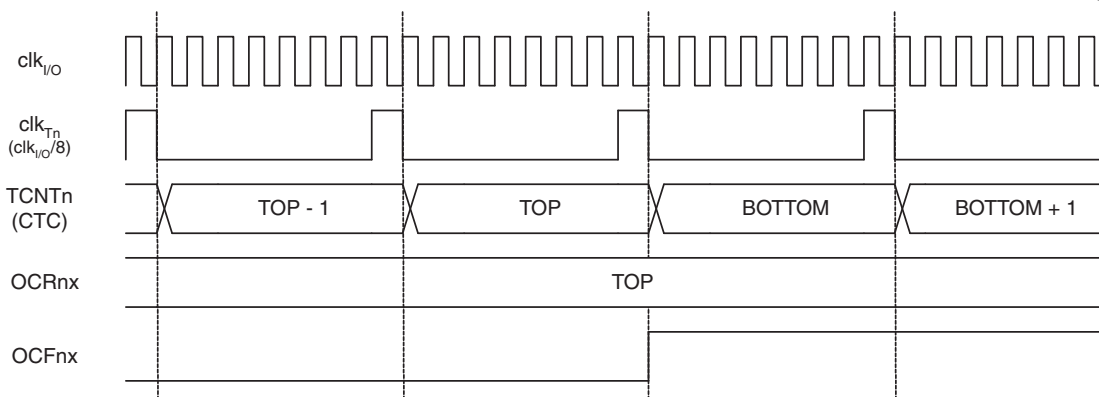 clkI/O
clkTn
(clkI/O/8)
TCNTn
(CTC)
TOP - 1
TOP
BOTTOM
BOTTOM + 1
OCRnx
TOP
OCFnx